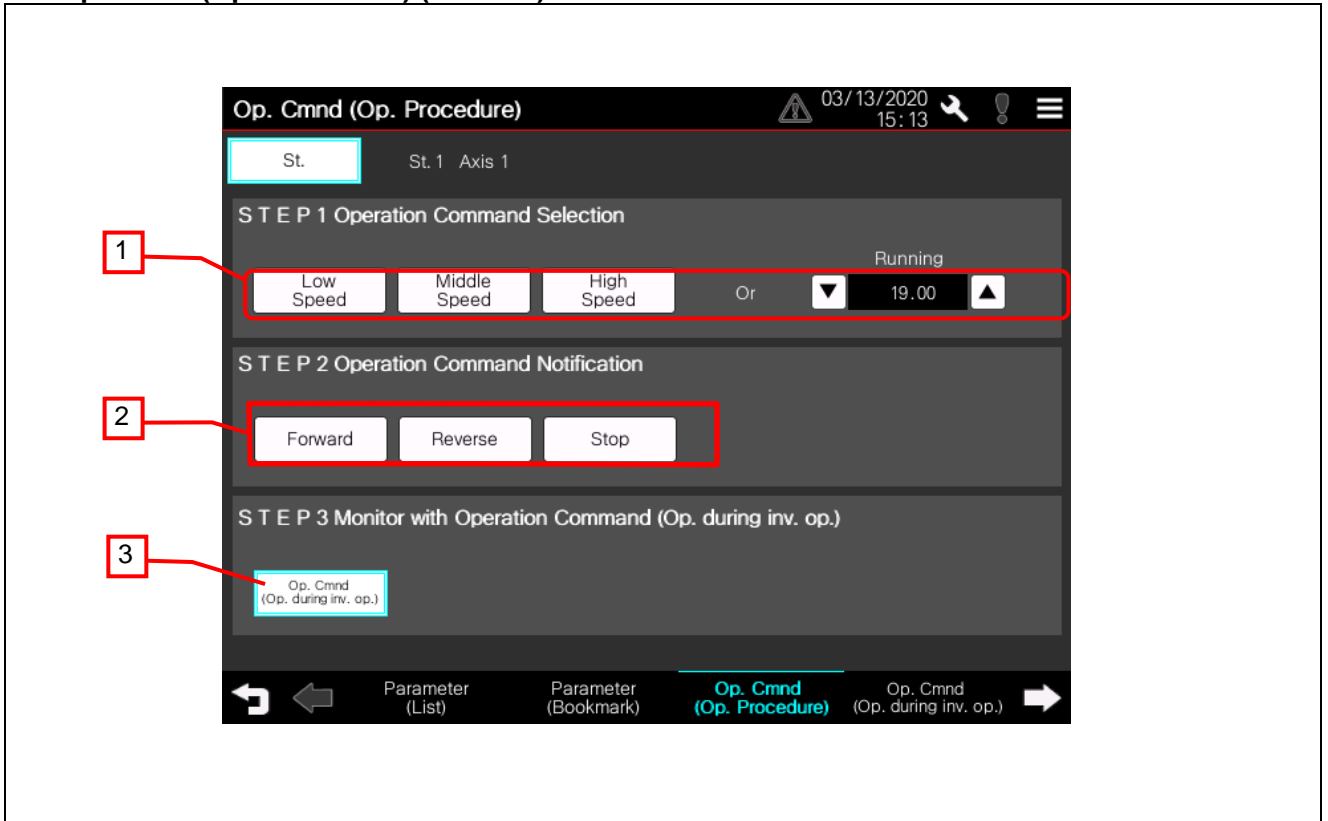 Op. Cmnd (Op. Procedure)
03/13/2020
15:13
St.
St. 1 Axis 1
STEP1 Operation Command Selection
1
Running
Low
Speed
Middle
Speed
High
Speed
Or
▼
19.00
▲
STEP2 Operation Command Notification
2
Forward
Reverse
Stop
STEP3 Monitor with Operation Command (Op. during inv. op.)
3
Op. Cmnd
(Op. during inv. op.)
Parameter
(List)
Parameter
(Bookmark)
Op. Cmnd
(Op. Procedure)
Op. Cmnd
(Op. during inv. op.)